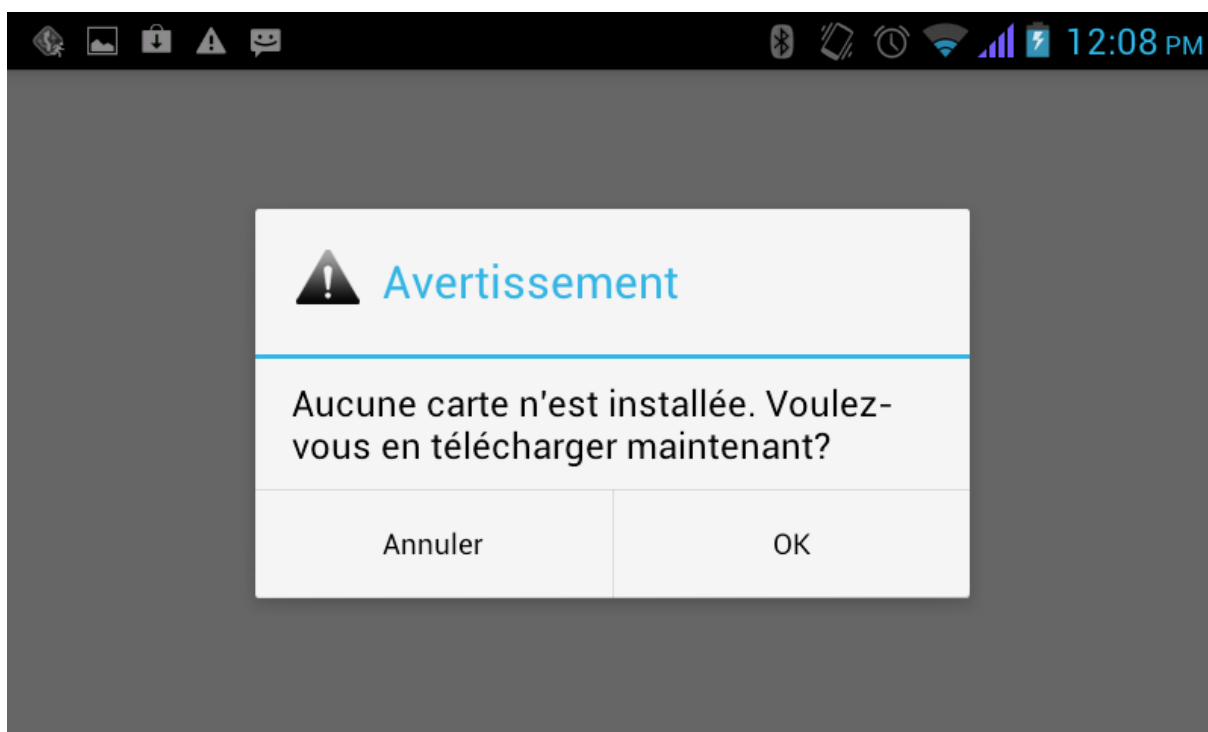 12:08 PM
Avertissement
Aucune carte n'est installée. Voulez-
vous en télécharger maintenant?
Annuler OK